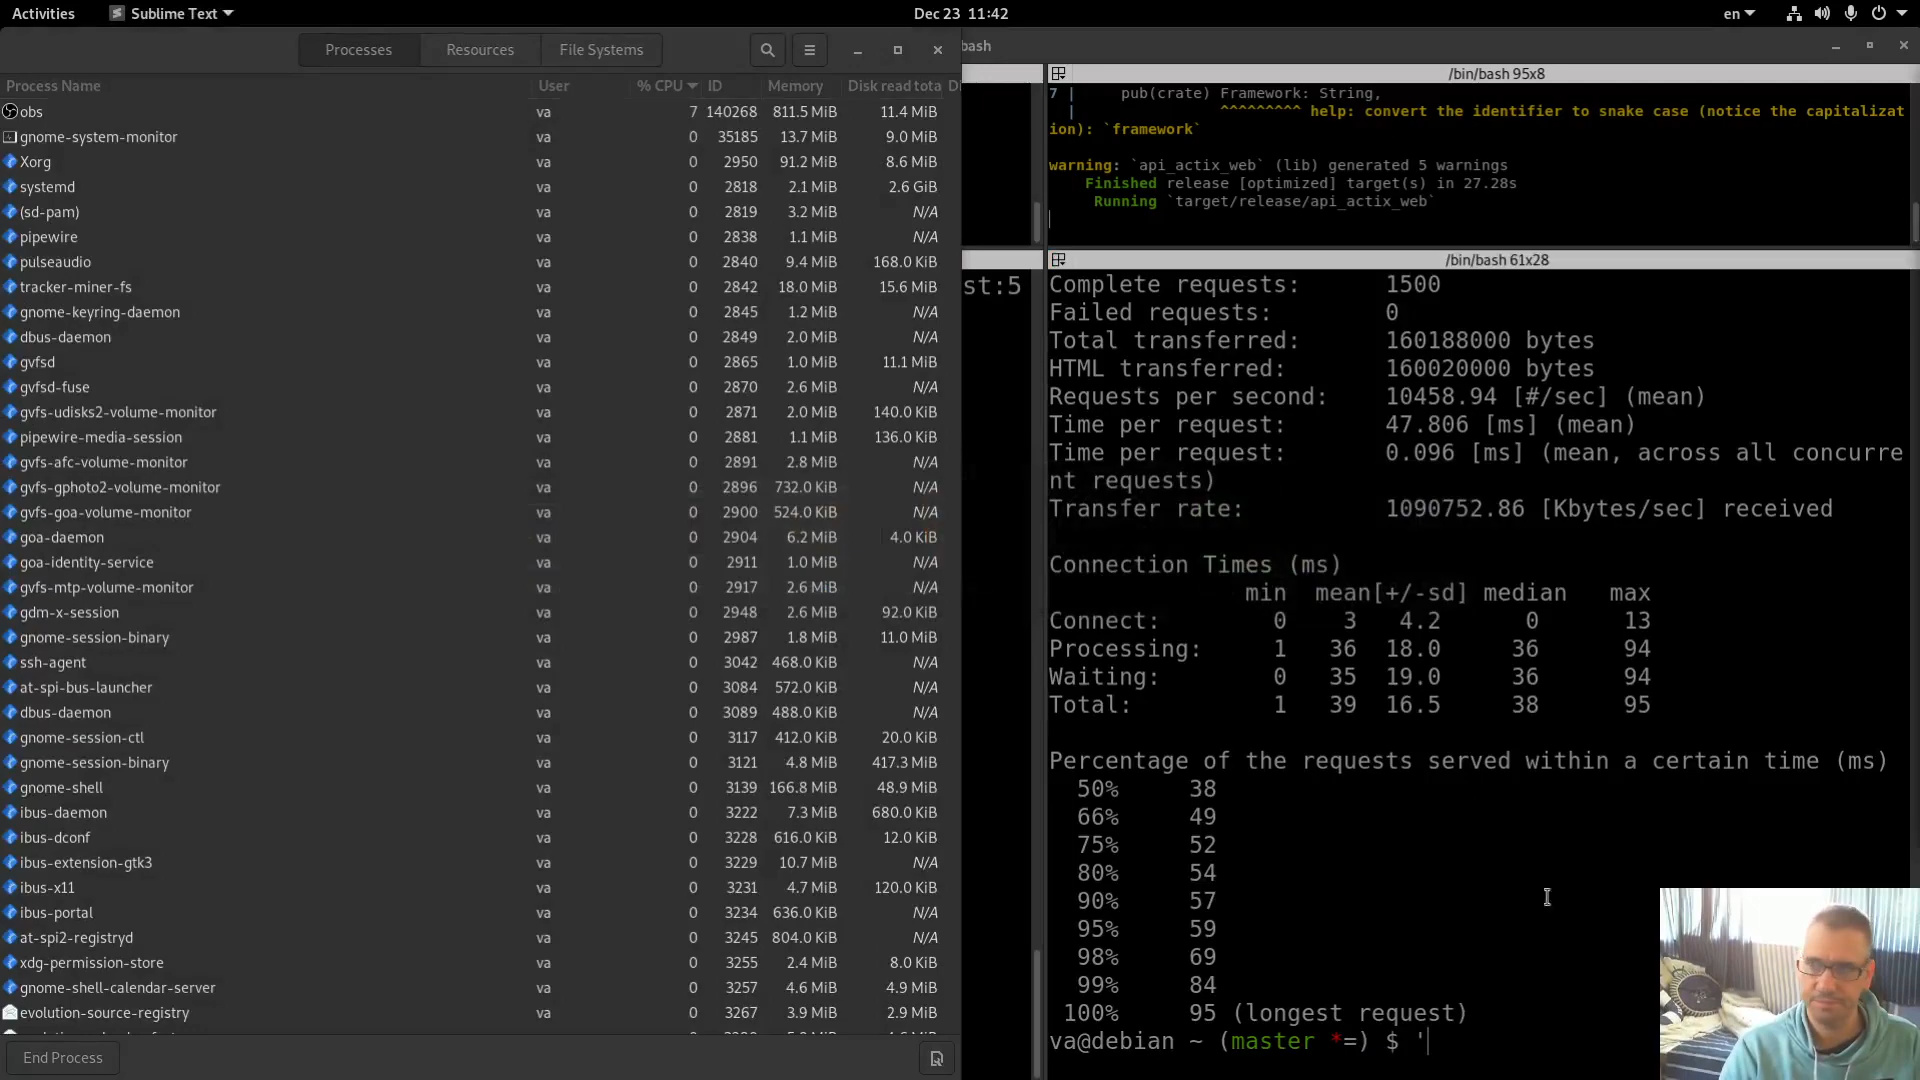 Activities Sublime Text Dec 23 11:42 en
Processes Resources File Systems
Process Name User % CPU ID Memory Disk read tota
obs va 7 140268 811.5 MiB 11.4 MiB
gnome-system-monitor va 0 35185 13.7 MiB 9.0 MiB
Xorg va 0 2950 91.2 MiB 8.6 MiB
systemd va 0 2818 2.1 MiB 2.6 GiB
(sd-pam) va 0 2819 3.2 MiB N/A
pipewire va 0 2838 1.1 MiB N/A
pulseaudio va 0 2840 9.4 MiB 168.0 KiB
tracker-miner-fs va 0 2842 18.0 MiB 15.6 MiB
gnome-keyring-daemon va 0 2845 1.2 MiB N/A
dbus-daemon va 0 2849 2.0 MiB N/A
gvfsd va 0 2865 1.0 MiB 11.1 MiB
gvfsd-fuse va 0 2870 2.6 MiB N/A
gvfs-udisks2-volume-monitor va 0 2871 2.0 MiB 140.0 KiB
pipewire-media-session va 0 2881 1.1 MiB 136.0 KiB
gvfs-afc-volume-monitor va 0 2891 2.8 MiB N/A
gvfs-gphoto2-volume-monitor va 0 2896 732.0 KiB N/A
gvfs-goa-volume-monitor va 0 2900 524.0 KiB N/A
goa-daemon va 0 2904 6.2 MiB 4.0 KiB
goa-identity-service va 0 2911 1.0 MiB N/A
gvfs-mtp-volume-monitor va 0 2917 2.6 MiB N/A
gdm-x-session va 0 2948 2.6 MiB 92.0 KiB
gnome-session-binary va 0 2987 1.8 MiB 11.0 MiB
ssh-agent va 0 3042 468.0 KiB N/A
at-spi-bus-launcher va 0 3084 572.0 KiB N/A
dbus-daemon va 0 3089 488.0 KiB N/A
gnome-session-ctl va 0 3117 412.0 KiB 20.0 KiB
gnome-session-binary va 0 3121 4.8 MiB 417.3 MiB
gnome-shell va 0 3139 166.8 MiB 48.9 MiB
ibus-daemon va 0 3222 7.3 MiB 680.0 KiB
ibus-dconf va 0 3228 616.0 KiB 12.0 KiB
ibus-extension-gtk3 va 0 3229 10.7 MiB N/A
ibus-x11 va 0 3231 4.7 MiB 120.0 KiB
ibus-portal va 0 3234 636.0 KiB N/A
at-spi2-registryd va 0 3245 804.0 KiB N/A
xdg-permission-store va 0 3255 2.4 MiB 8.0 KiB
gnome-shell-calendar-server va 0 3257 4.6 MiB 4.9 MiB
evolution-source-registry va 0 3267 3.9 MiB 2.9 MiB
End Process
bash
/bin/bash 95x8
7 | pub(crate) Framework: String,
| ^^^^^^^^^ help: convert the identifier to snake case (notice the capitalizat
ion): `framework`
warning: `api_actix_web` (lib) generated 5 warnings
Finished release [optimized] target(s) in 27.28s
Running `target/release/api_actix_web`
/bin/bash 61x28
st:5
Complete requests: 1500
Failed requests: 0
Total transferred: 160188000 bytes
HTML transferred: 160020000 bytes
Requests per second: 10458.94 [#/sec] (mean)
Time per request: 47.806 [ms] (mean)
Time per request: 0.096 [ms] (mean, across all concurre
nt requests)
Transfer rate: 1090752.86 [Kbytes/sec] received
Connection Times (ms)
min mean[+/-sd] median max
Connect: 0 3 4.2 0 13
Processing: 1 36 18.0 36 94
Waiting: 0 35 19.0 36 94
Total: 1 39 16.5 38 95
Percentage of the requests served within a certain time (ms)
50% 38
66% 49
75% 52
80% 54
90% 57
95% 59
98% 69
99% 84
100% 95 (longest request)
va@debian ~ (master *=) $ '